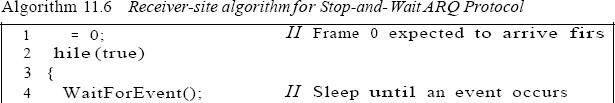 Algorithm 11.6 Receiver-site algorithm for Stop-and-Wait ARQ Protocol
1 = 0; // Frame 0 expected to arrive firs
2 hile (true)
3 {
4 WaitForEvent(); // Sleep until an event occurs